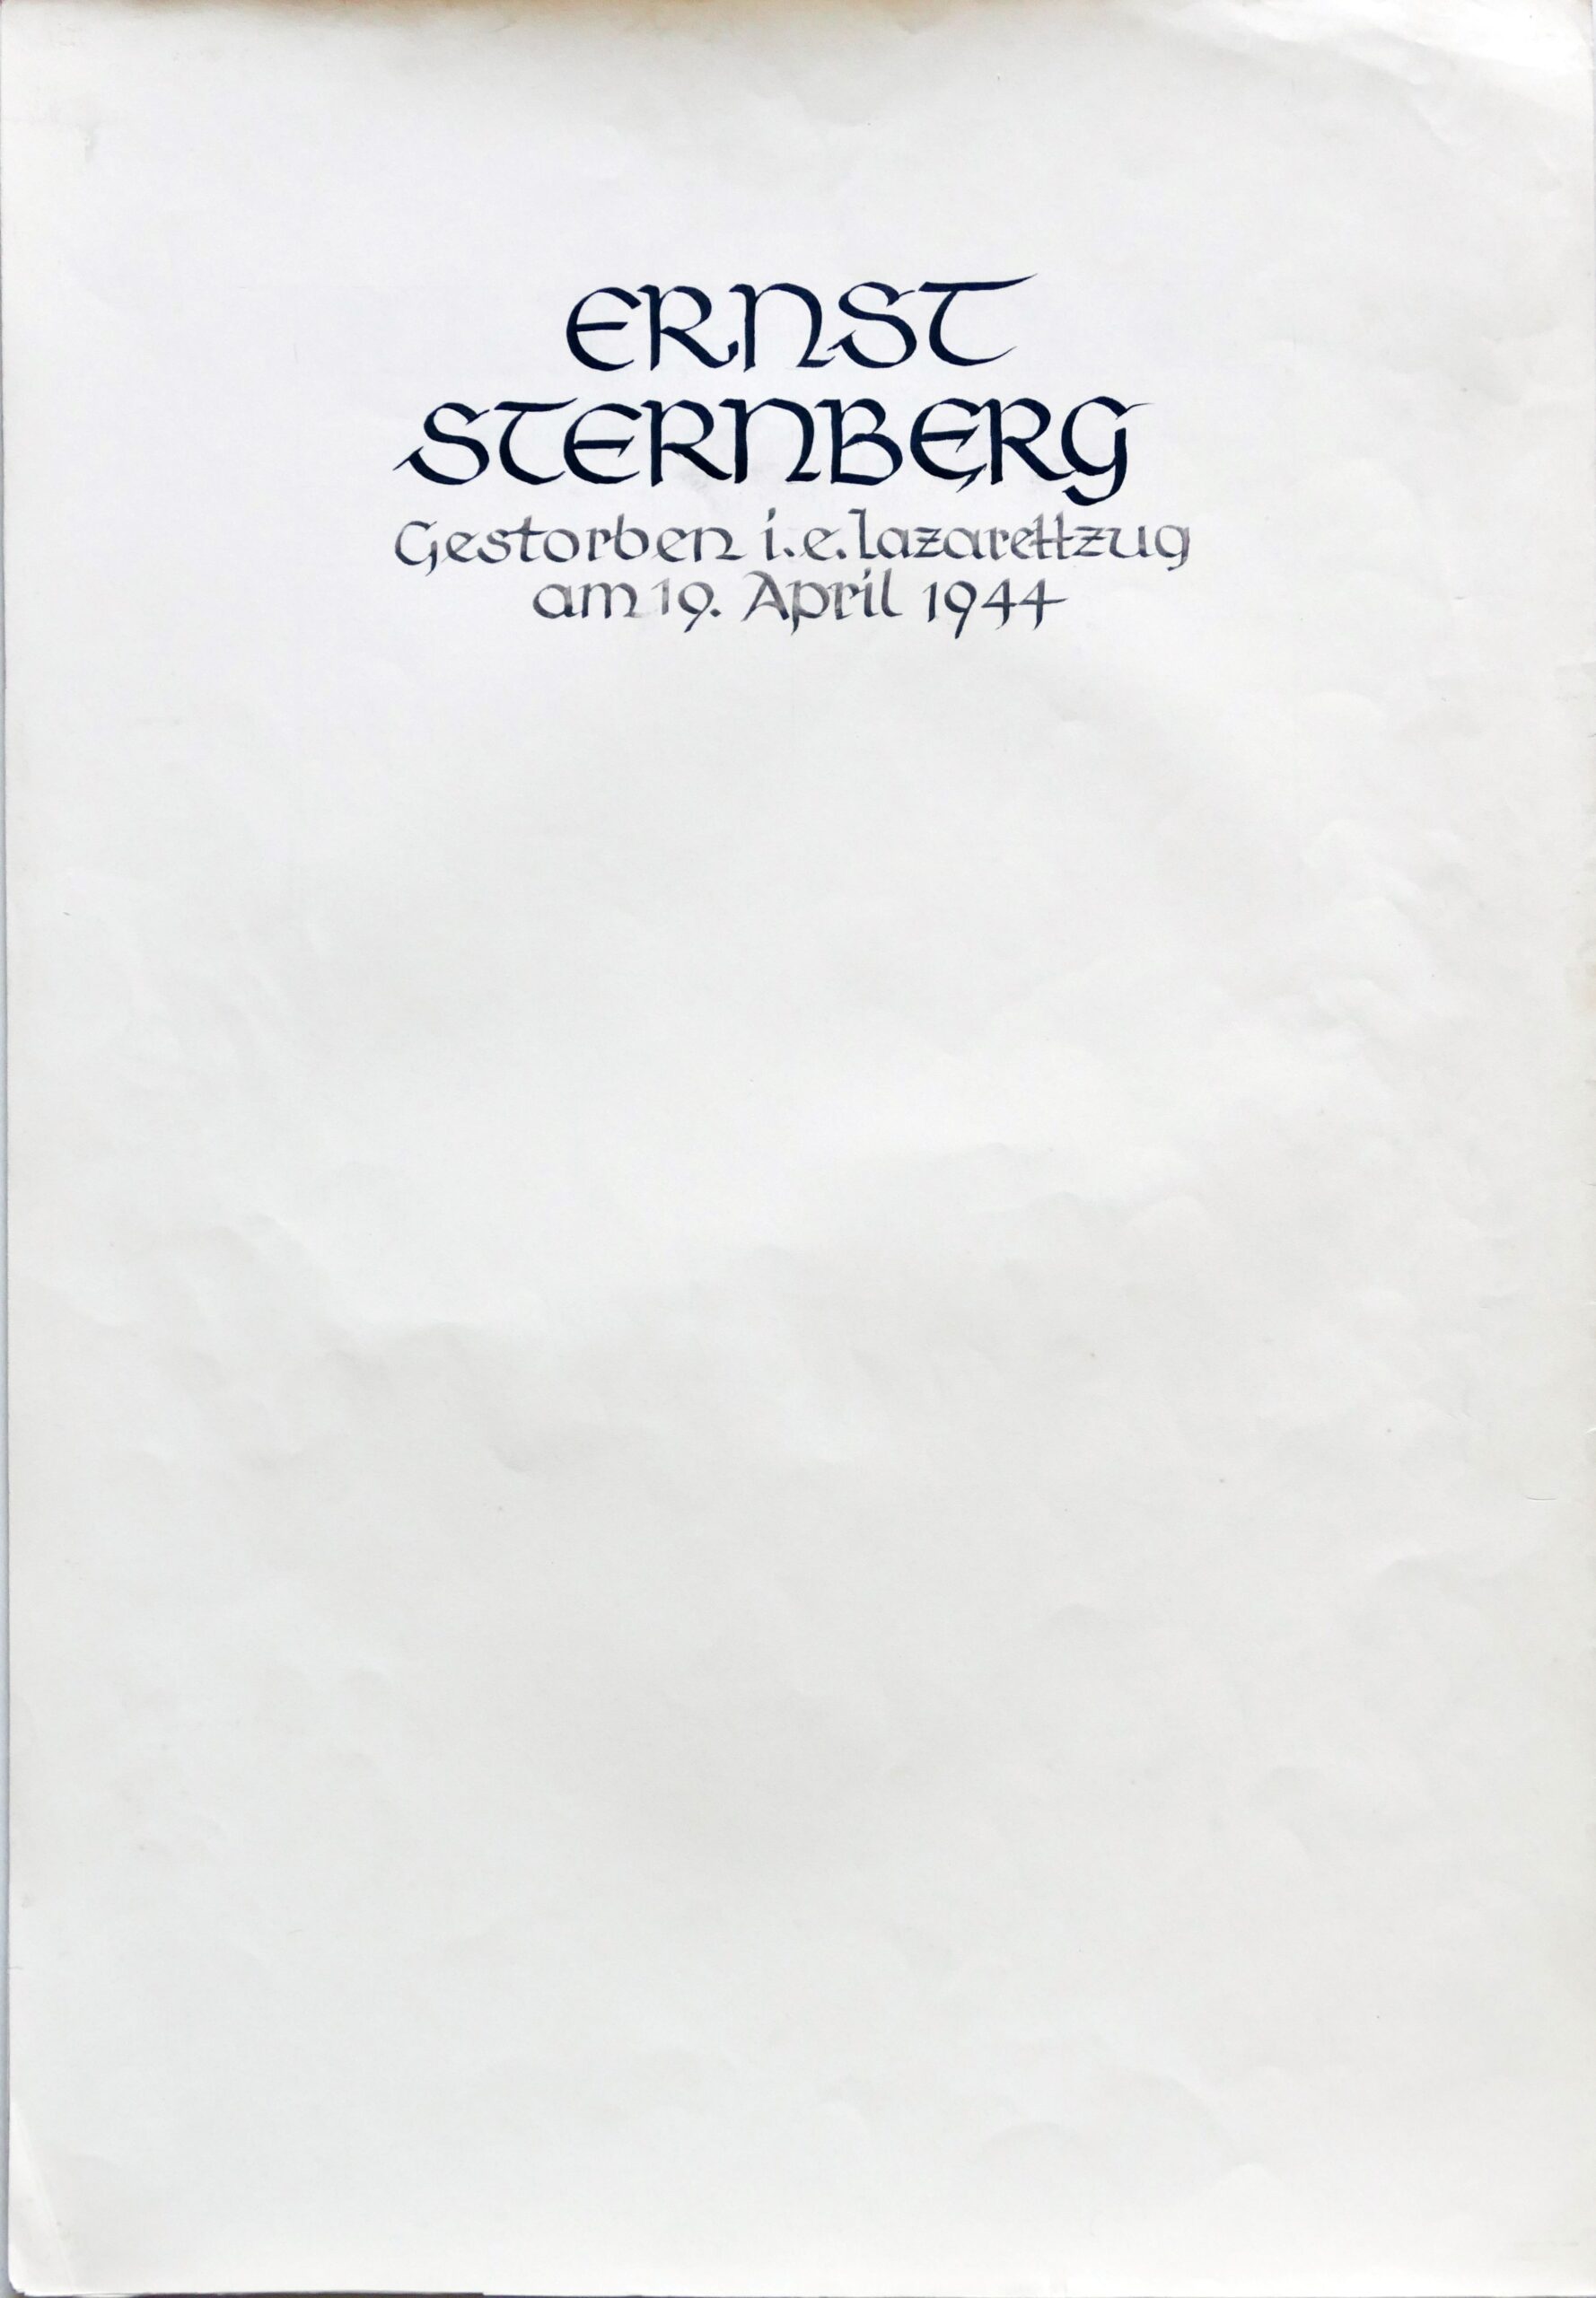 ERNST
STERNBERG
Gestorben i.e. lazarettzug
am 19. April 1944